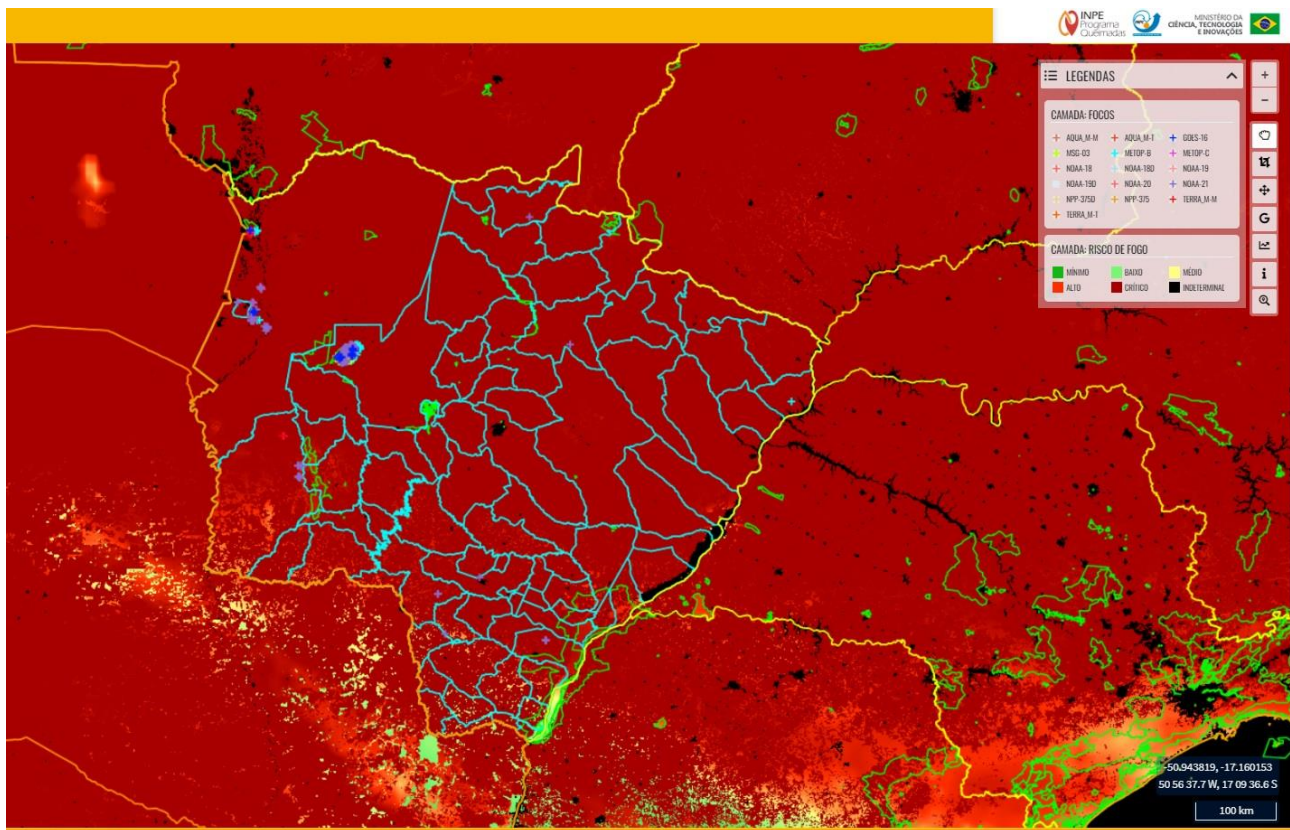 INPE
Programa
Queimadas
MINISTÉRIO DA
CIÊNCIA, TECNOLOGIA
E INOVAÇÕES
LEGENDAS
CAMADA: FOCOS
AQUA_M-M AQUA_M-T GOES-16
MSG-03 METOP-B METOP-C
NOAA-18 NOAA-18D NOAA-19
NOAA-19D NOAA-20 NOAA-21
NPP-375D NPP-375 TERRA_M-M
TERRA_M-T
CAMADA: RISCO DE FOGO
MÍNIMO BAIXO MÉDIO
ALTO CRÍTICO INDETERMINAE
+
−
G
i
-50.943819, -17.160153
50 56 37.7 W, 17 09 36.6 S
100 km